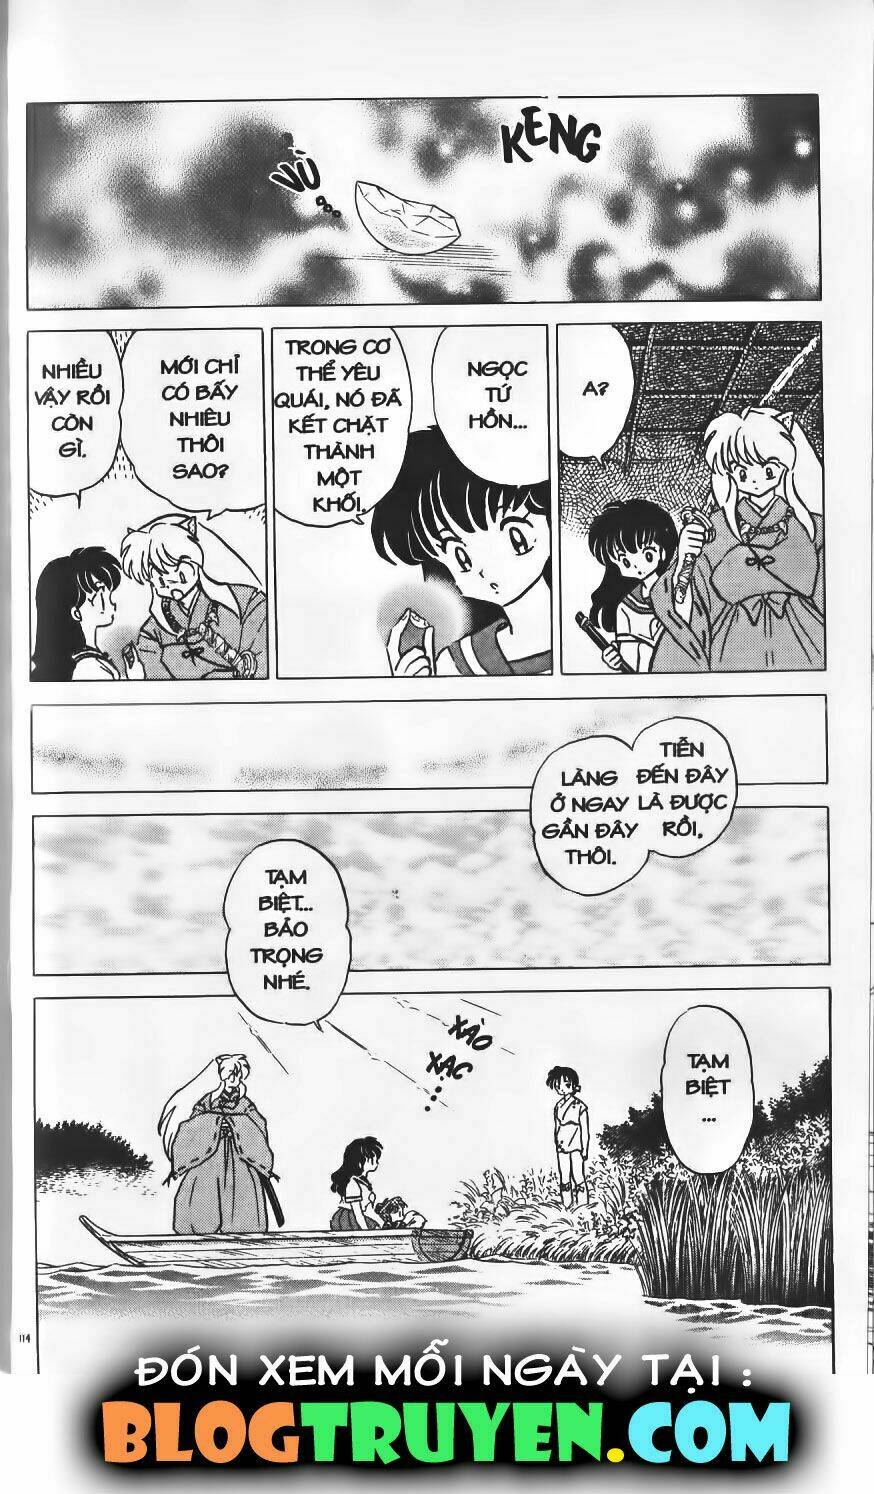 KENG
VÙ
...
A?
NGỌC
TỨ
HỒN...
TRONG CƠ
THỂ YÊU
QUÁI, NÓ ĐÃ
KẾT CHẶT
THÀNH
MỘT
KHỐI.
MỚI CHỈ
CÓ BẤY
NHIÊU
THÔI
SAO?
NHIỀU
VẬY RỒI
CÒN
GÌ.
TIỄN
ĐẾN ĐÂY
LÀ ĐƯỢC
RỒI.
LÀNG
Ở NGAY
GẦN ĐÂY
THÔI.
TẠM
BIỆT...
BẢO
TRỌNG
NHÉ.
XÀO
XẠC
...
TẠM
BIỆT
...
114
ĐÓN XEM MỖI NGÀY TẠI :
BLOGTRUYEN.COM